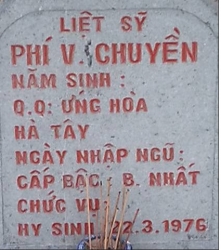 LIỆT SỸ
PHÍ V. CHUYỀN
NĂM SINH :
Q.Q: ỨNG HÒA
HÀ TÂY
NGÀY NHẬP NGŨ :
CẤP BẬC : B. NHẤT
CHỨC VỤ :
HY SINH 22.3.1976